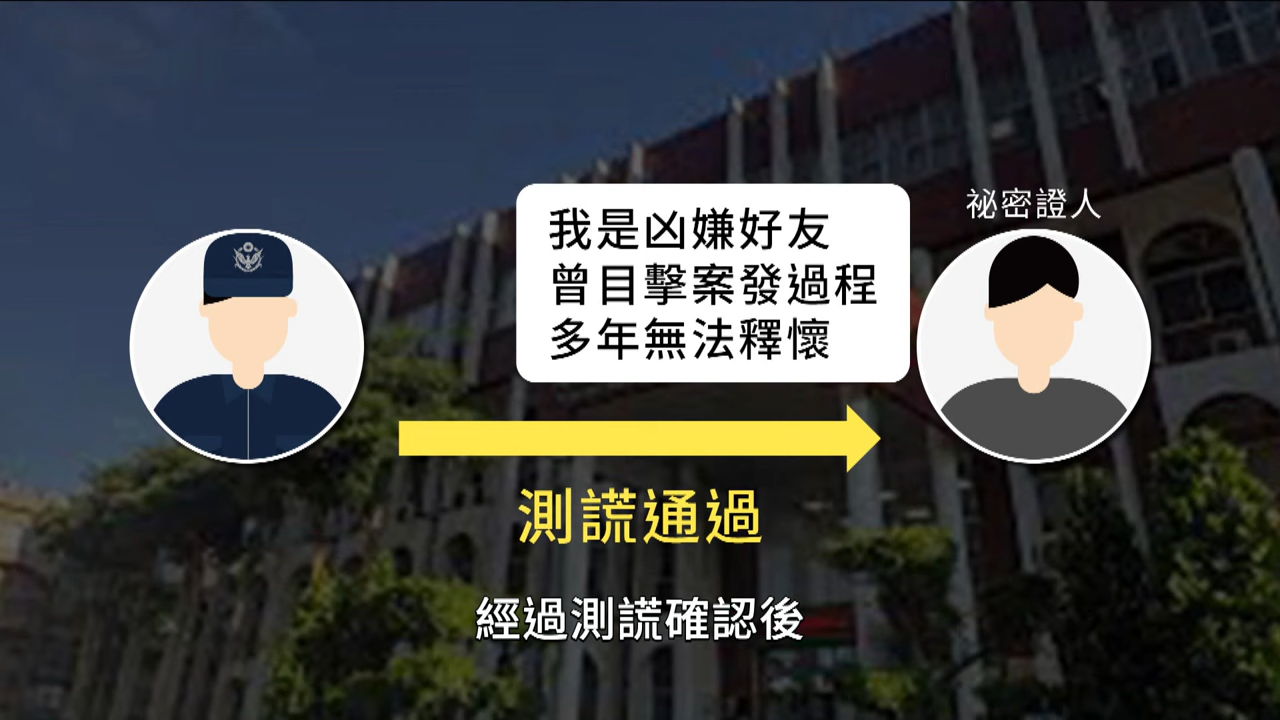 祕密證人
我是凶嫌好友
曾目擊案發過程
多年無法釋懷
測謊通過
經過測謊確認後